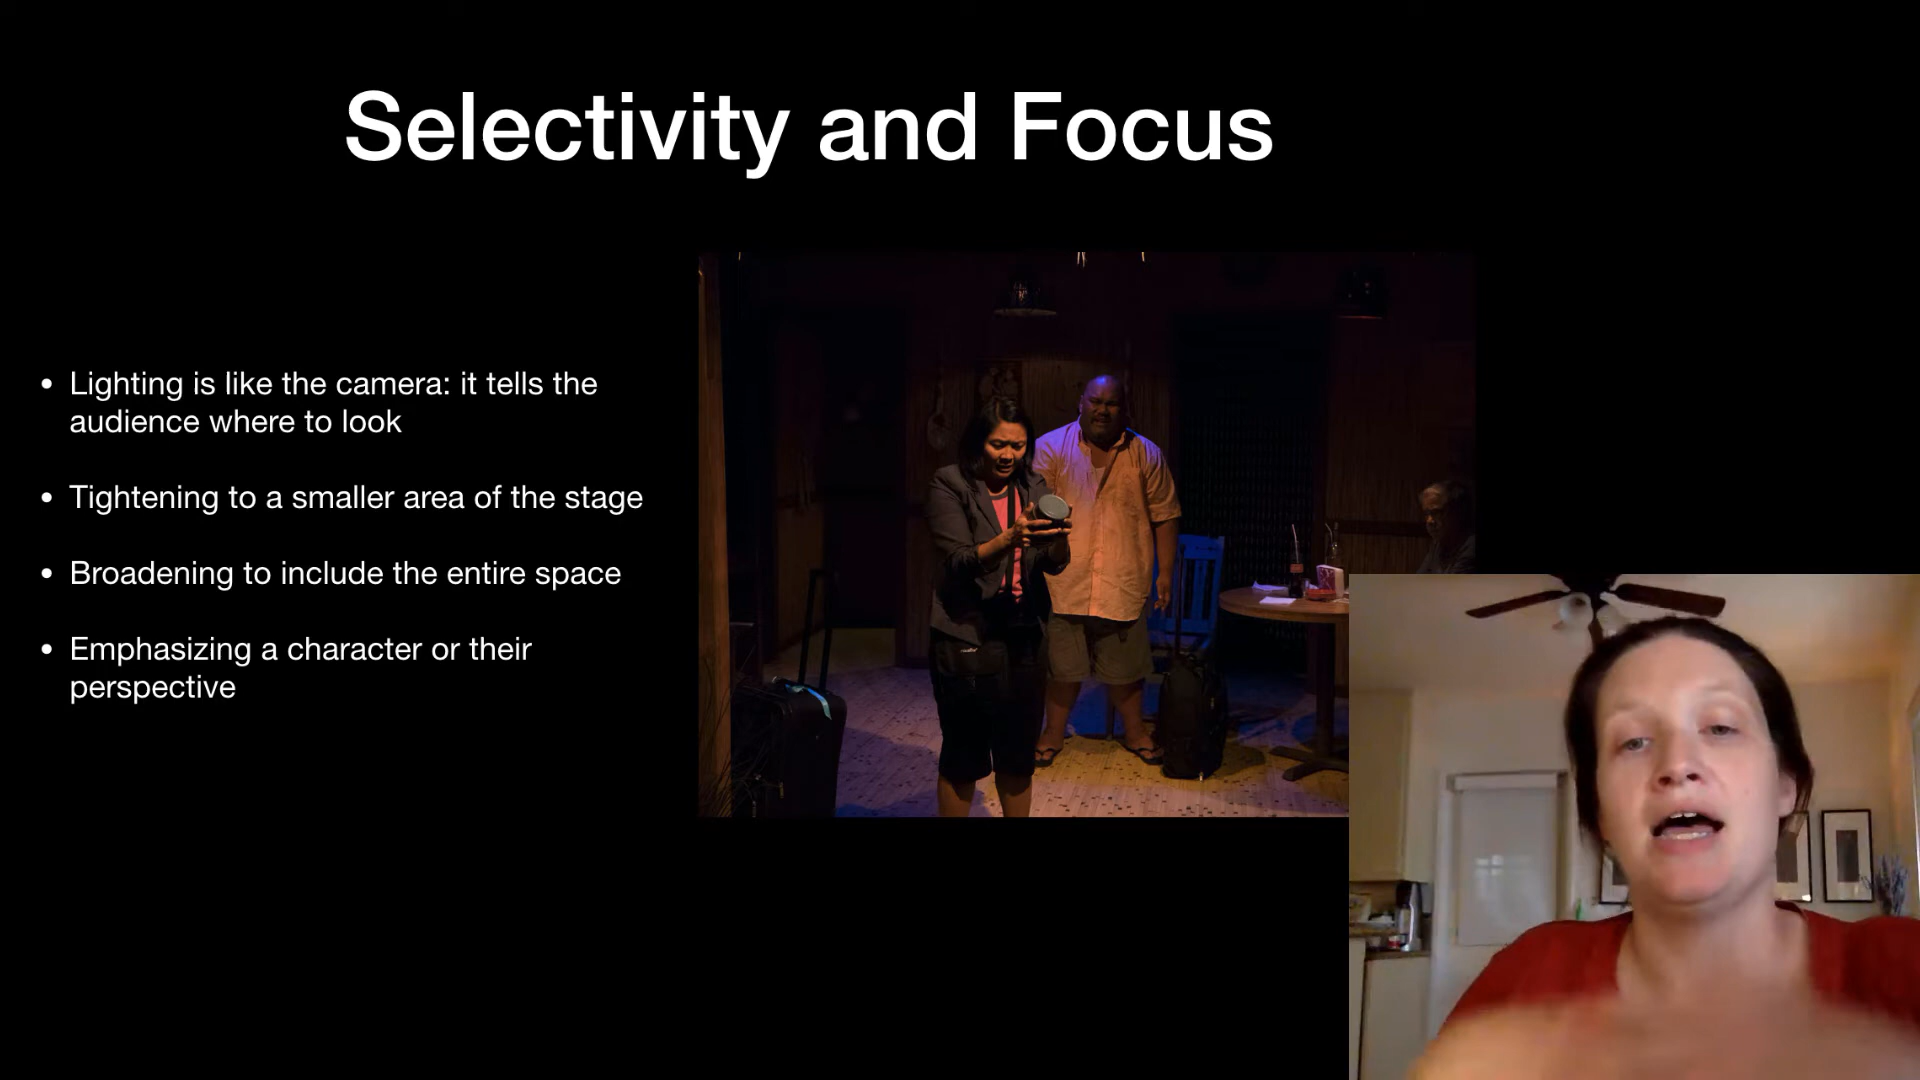 Selectivity and Focus
• Lighting is like the camera: it tells the
audience where to look
• Tightening to a smaller area of the stage
• Broadening to include the entire space
• Emphasizing a character or their
perspective